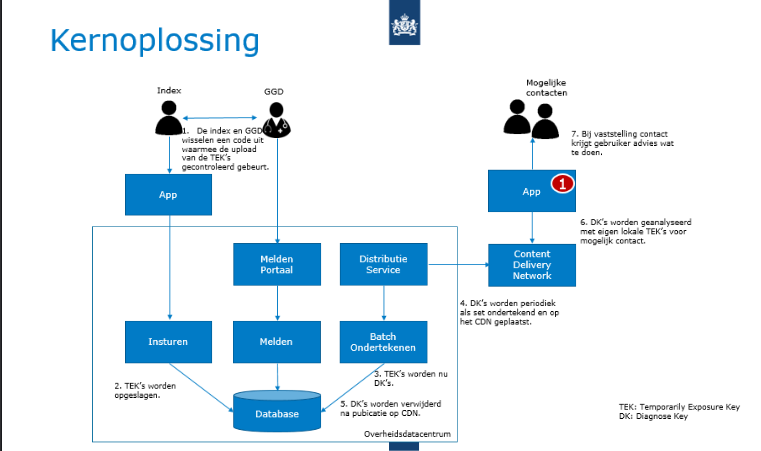 Kernoplossing
Index
GGD
Mogelijke
contacten
1. De index en GGD
wisselen een code uit
waarmee de upload
van de TEK's
gecontroleerd gebeurt.
7. Bij vaststelling contact
krijgt gebruiker advies wat
te doen.
App
App
1
6. DK's worden geanalyseerd
met eigen lokale TEK's voor
mogelijk contact.
Melden
Portaal
Distributie
Service
Content
Delivery
Network
4. DK's worden periodiek
als set ondertekend en op
het CDN geplaatst.
Insturen
Melden
Batch
Ondertekenen
2. TEK's worden
opgeslagen.
3. TEK's worden nu
DK's.
5. DK's worden verwijderd
na pubicatie op CDN.
Database
Overheidsdatacentrum
TEK: Temporarily Exposure Key
DK: Diagnose Key